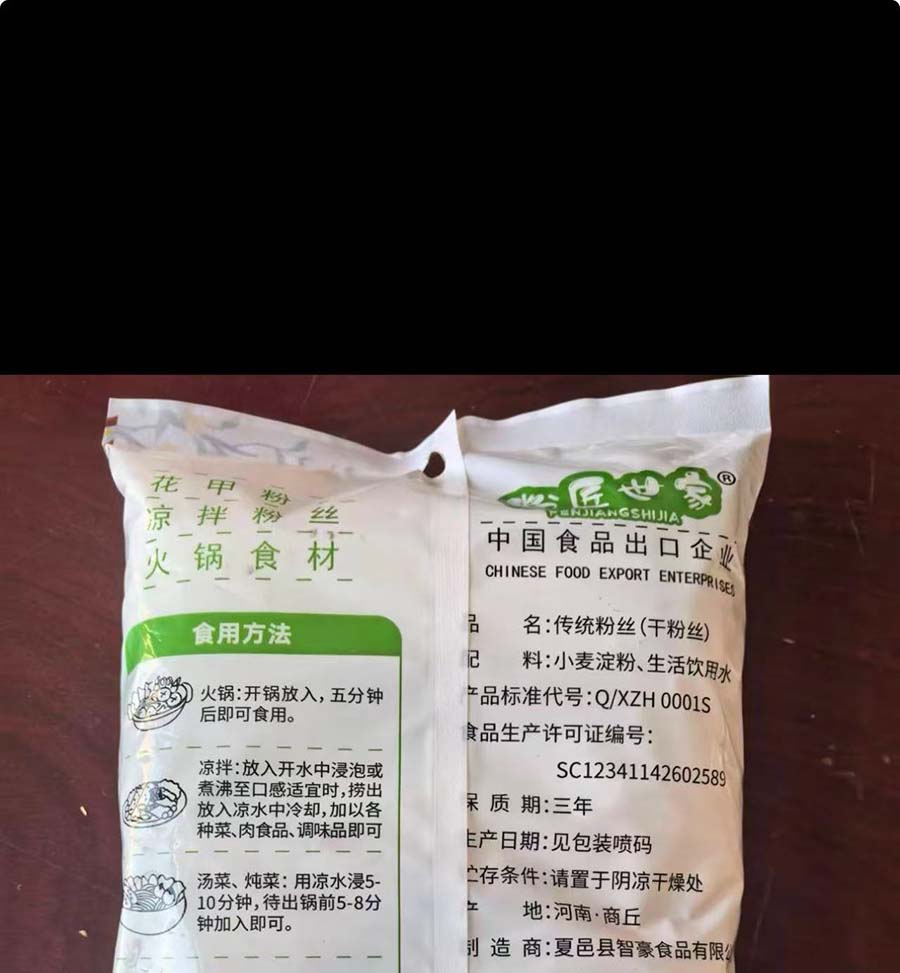 花甲粉
凉拌粉丝
火锅食材
食用方法
火锅:开锅放入,五分钟
后即可食用。
凉拌:放入开水中浸泡或
煮沸至口感适宜时,捞出
放入凉水中冷却,加以各
种菜、肉食品、调味品即可
汤菜、炖菜:用凉水浸5-
10分钟,待出锅前5-8分
钟加入即可。
匠世家®
FENJIANGSHIJIA
中国食品出口企业
CHINESE FOOD EXPORT ENTERPRISES
品 名:传统粉丝(干粉丝)
配 料:小麦淀粉、生活饮用水
产品标准代号:Q/XZH 0001S
食品生产许可证编号:
SC12341142602589
保质期:三年
生产日期:见包装喷码
贮存条件:请置于阴凉干燥处
产 地:河南·商丘
制造商:夏邑县智豪食品有限公